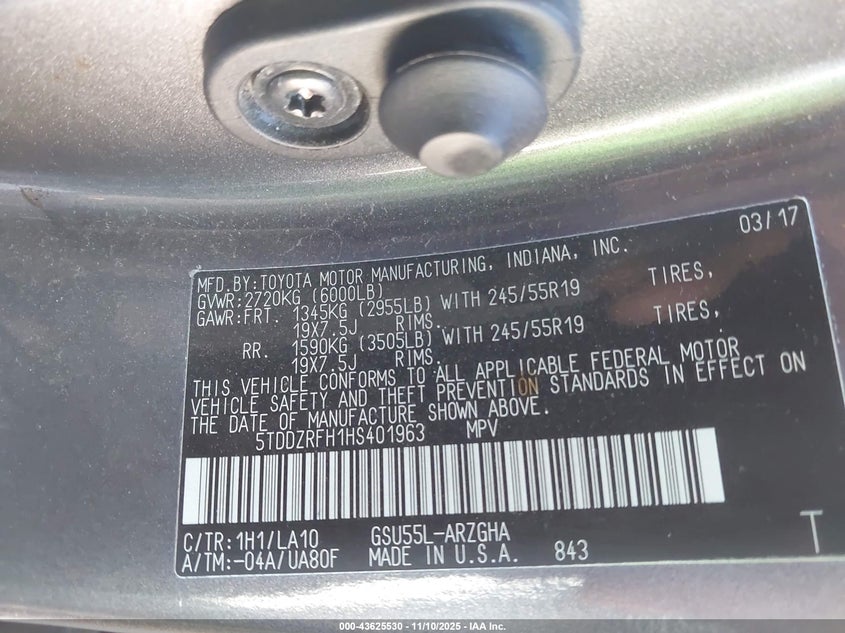 03/17
MFD.BY:TOYOTA MOTOR MANUFACTURING, INDIANA, INC.
GVWR:2720KG (6000LB)
GAWR:FRT. 1345KG (2955LB) WITH 245/55R19 TIRES,
19X7.5J RIMS.
RR. 1590KG (3505LB) WITH 245/55R19 TIRES,
19X7.5J RIMS.
THIS VEHICLE CONFORMS TO ALL APPLICABLE FEDERAL MOTOR
VEHICLE SAFETY AND THEFT PREVENTION STANDARDS IN EFFECT ON
THE DATE OF MANUFACTURE SHOWN ABOVE.
5TDDZRFH1HS401963 MPV
C/TR:1H1/LA10 GSU55L-ARZGHA
A/TM:-04A/UA80F MADE IN U.S.A. 843 T
000-43625530 - 11/10/2025 - IAA Inc.